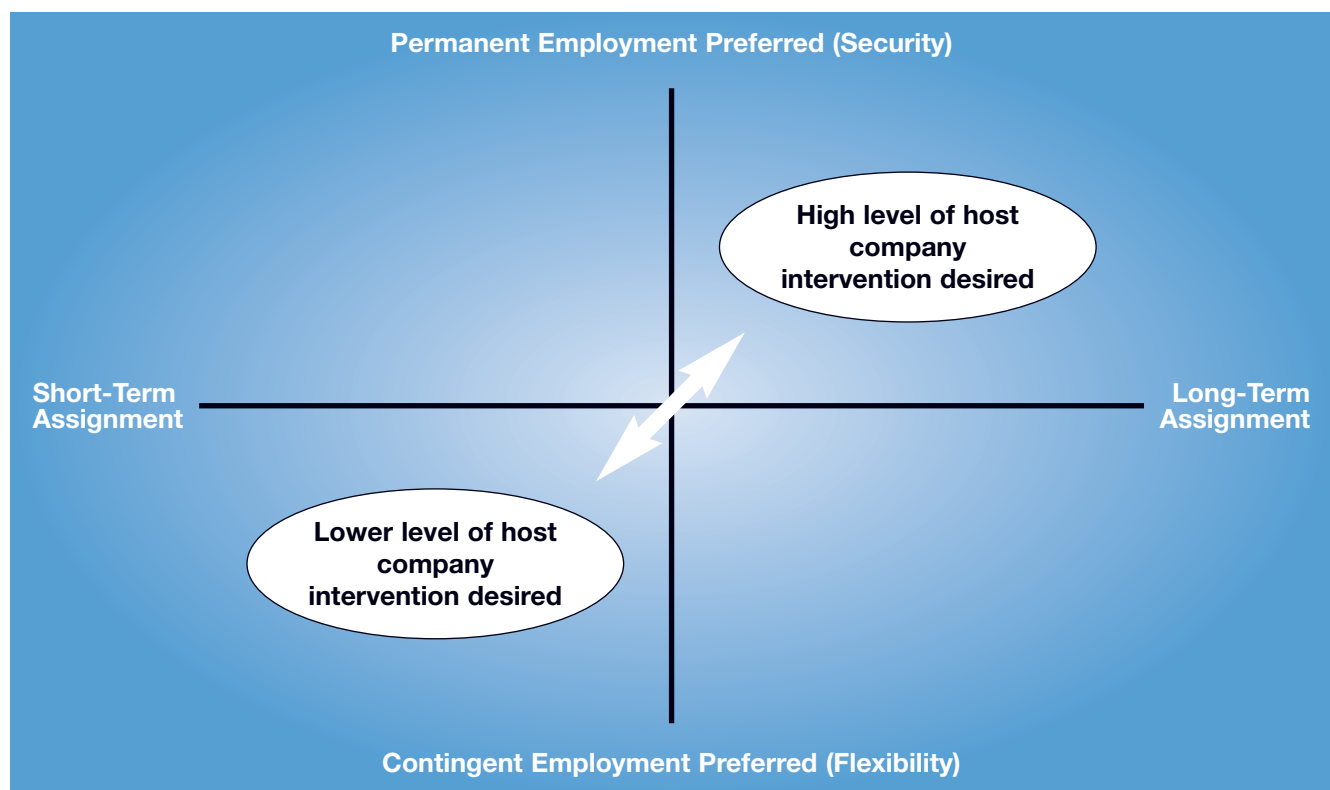 Permanent Employment Preferred (Security)
High level of host
company
intervention desired
Short-Term
Assignment
Long-Term
Assignment
Lower level of host
company
intervention desired
Contingent Employment Preferred (Flexibility)